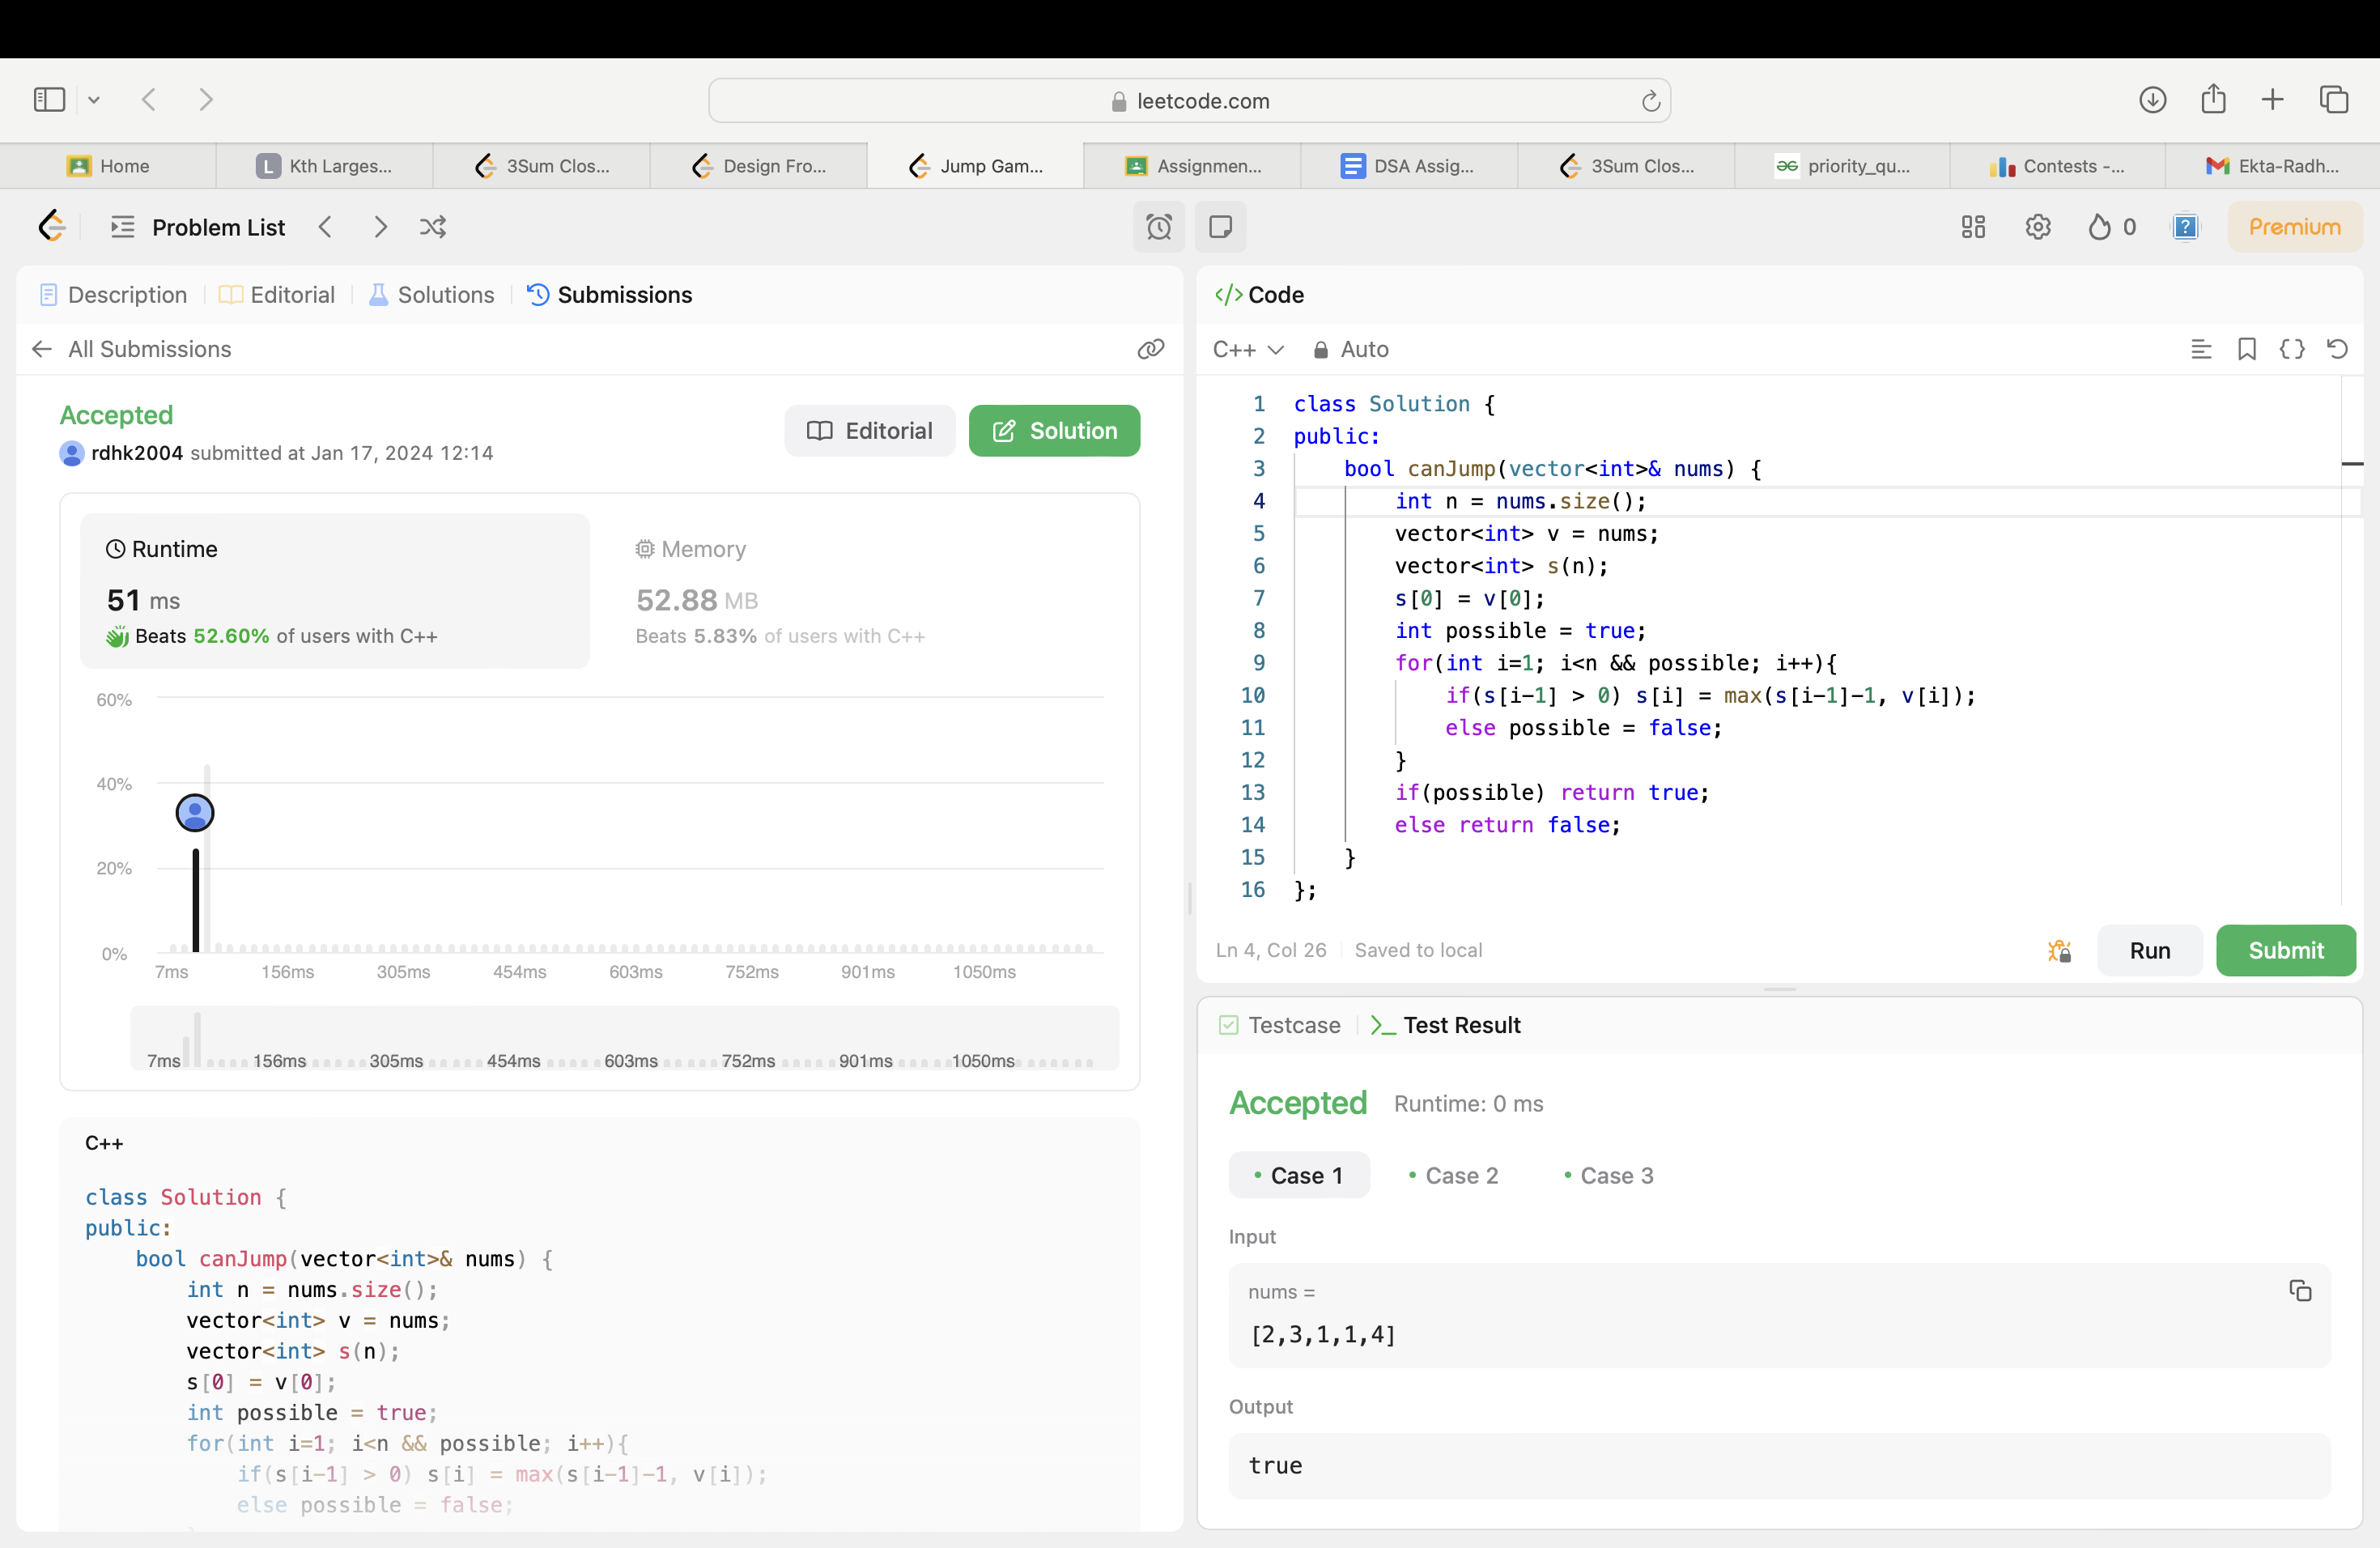 leetcode.com
Home
L Kth Larges...
3Sum Clos...
Design Fro...
Jump Gam...
Assignmen...
DSA Assig...
3Sum Clos...
priority_qu...
Contests -...
Ekta-Radh...
Problem List
0
?
Premium
Description
Editorial
Solutions
Submissions
All Submissions
Accepted
rdhk2004 submitted at Jan 17, 2024 12:14
Editorial
Solution
Runtime
51 ms
Beats 52.60% of users with C++
Memory
52.88 MB
Beats 5.83% of users with C++
60%
40%
20%
0%
7ms 156ms 305ms 454ms 603ms 752ms 901ms 1050ms
7ms 156ms 305ms 454ms 603ms 752ms 901ms 1050ms
C++
class Solution {
public:
    bool canJump(vector<int>& nums) {
        int n = nums.size();
        vector<int> v = nums;
        vector<int> s(n);
        s[0] = v[0];
        int possible = true;
        for(int i=1; i<n && possible; i++){
            if(s[i-1] > 0) s[i] = max(s[i-1]-1, v[i]);
            else possible = false;
</> Code
C++
Auto
1 class Solution {
2 public:
3     bool canJump(vector<int>& nums) {
4         int n = nums.size();
5         vector<int> v = nums;
6         vector<int> s(n);
7         s[0] = v[0];
8         int possible = true;
9         for(int i=1; i<n && possible; i++){
10             if(s[i-1] > 0) s[i] = max(s[i-1]-1, v[i]);
11             else possible = false;
12         }
13         if(possible) return true;
14         else return false;
15     }
16 };
Ln 4, Col 26
Saved to local
Run
Submit
Testcase
Test Result
Accepted
Runtime: 0 ms
Case 1
Case 2
Case 3
Input
nums =
[2,3,1,1,4]
Output
true